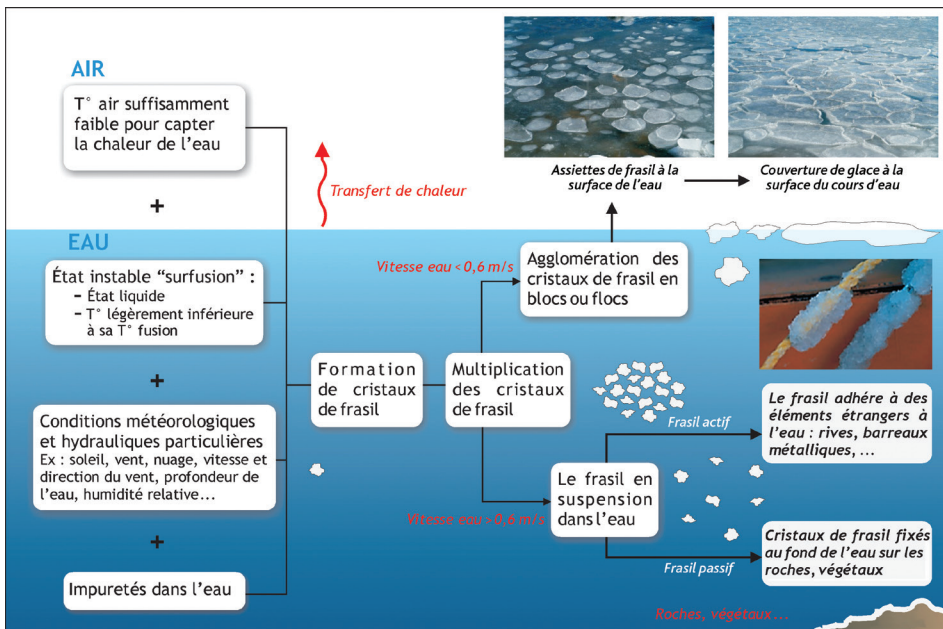 AIR
T° air suffisamment
faible pour capter
la chaleur de l'eau
+
Transfert de chaleur
EAU
État instable "surfusion" :
- État liquide
- T° légèrement inférieure
à sa T° fusion
+
Conditions météorologiques
et hydrauliques particulières
Ex : soleil, vent, nuage, vitesse et
direction du vent, profondeur de
l'eau, humidité relative...
+
Impuretés dans l'eau
Formation
de cristaux
de frasil
Multiplication
des cristaux
de frasil
Vitesse eau < 0,6 m/s
Agglomération des
cristaux de frasil en
blocs ou flocs
Assiettes de frasil à la
surface de l'eau
Couverture de glace à la
surface du cours d'eau
Vitesse eau > 0,6 m/s
Le frasil en
suspension
dans l'eau
Frasil actif
Le frasil adhére à des
éléments étrangers à
l'eau : rives, barreaux
métalliques, ...
Frasil passif
Cristaux de frasil fixés
au fond de l'eau sur les
roches, végétaux
Roches, végétaux...